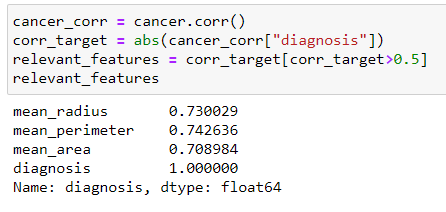 cancer_corr = cancer.corr()
corr_target = abs(cancer_corr["diagnosis"])
relevant_features = corr_target[corr_target>0.5]
relevant_features
mean_radius       0.730029
mean_perimeter    0.742636
mean_area         0.708984
diagnosis         1.000000
Name: diagnosis, dtype: float64